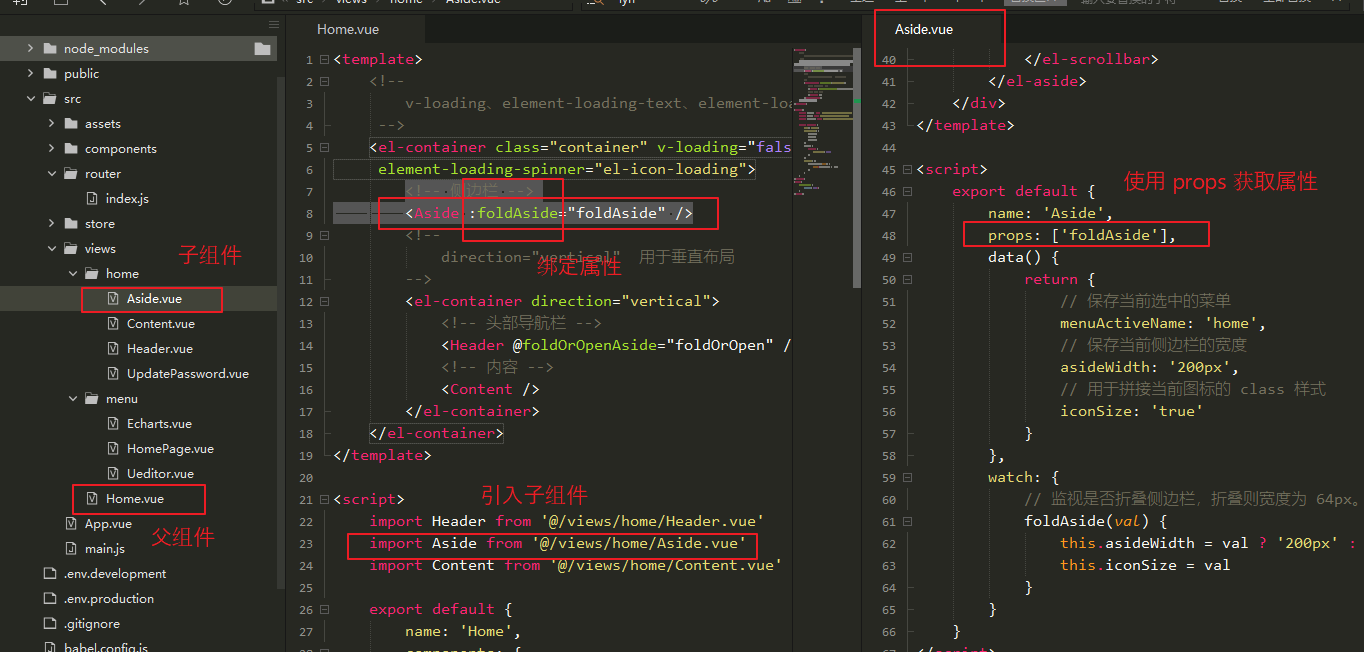 src
views
home
Aside.vue
node_modules
public
src
assets
components
router
index.js
store
views
子组件
home
Aside.vue
Content.vue
Header.vue
UpdatePassword.vue
menu
Echarts.vue
HomePage.vue
Ueditor.vue
Home.vue
App.vue
父组件
main.js
.env.development
.env.production
.gitignore
babel.config.js
Home.vue
1 <template>
2 <!--
3 v-loading、element-loading-text、element-loa
4 -->
5 <el-container class="container" v-loading="fals
6 element-loading-spinner="el-icon-loading">
7 <!-- 侧边栏 -->
8 <Aside :foldAside="foldAside" />
9 <!--
10 direction="vertical" 用于垂直布局
绑定属性
11 -->
12 <el-container direction="vertical">
13 <!-- 头部导航栏 -->
14 <Header @foldOrOpenAside="foldOrOpen" /
15 <!-- 内容 -->
16 <Content />
17 </el-container>
18 </el-container>
19 </template>
20
引入子组件
21 <script>
22 import Header from '@/views/home/Header.vue'
23 import Aside from '@/views/home/Aside.vue'
24 import Content from '@/views/home/Content.vue'
25
26 export default {
27 name: 'Home',
components: {
Aside.vue
40 </el-scrollbar>
41 </el-aside>
42 </div>
43 </template>
44
45 <script>
46 export default {
使用 props 获取属性
47 name: 'Aside',
48 props: ['foldAside'],
49 data() {
50 return {
51 // 保存当前选中的菜单
52 menuActiveName: 'home',
53 // 保存当前侧边栏的宽度
54 asideWidth: '200px',
55 // 用于拼接当前图标的 class 样式
56 iconSize: 'true'
57 }
58 },
59 watch: {
60 // 监视是否折叠侧边栏，折叠则宽度为 64px。
61 foldAside(val) {
62 this.asideWidth = val ? '200px' :
63 this.iconSize = val
64 }
65 }
66 }
67 </script>